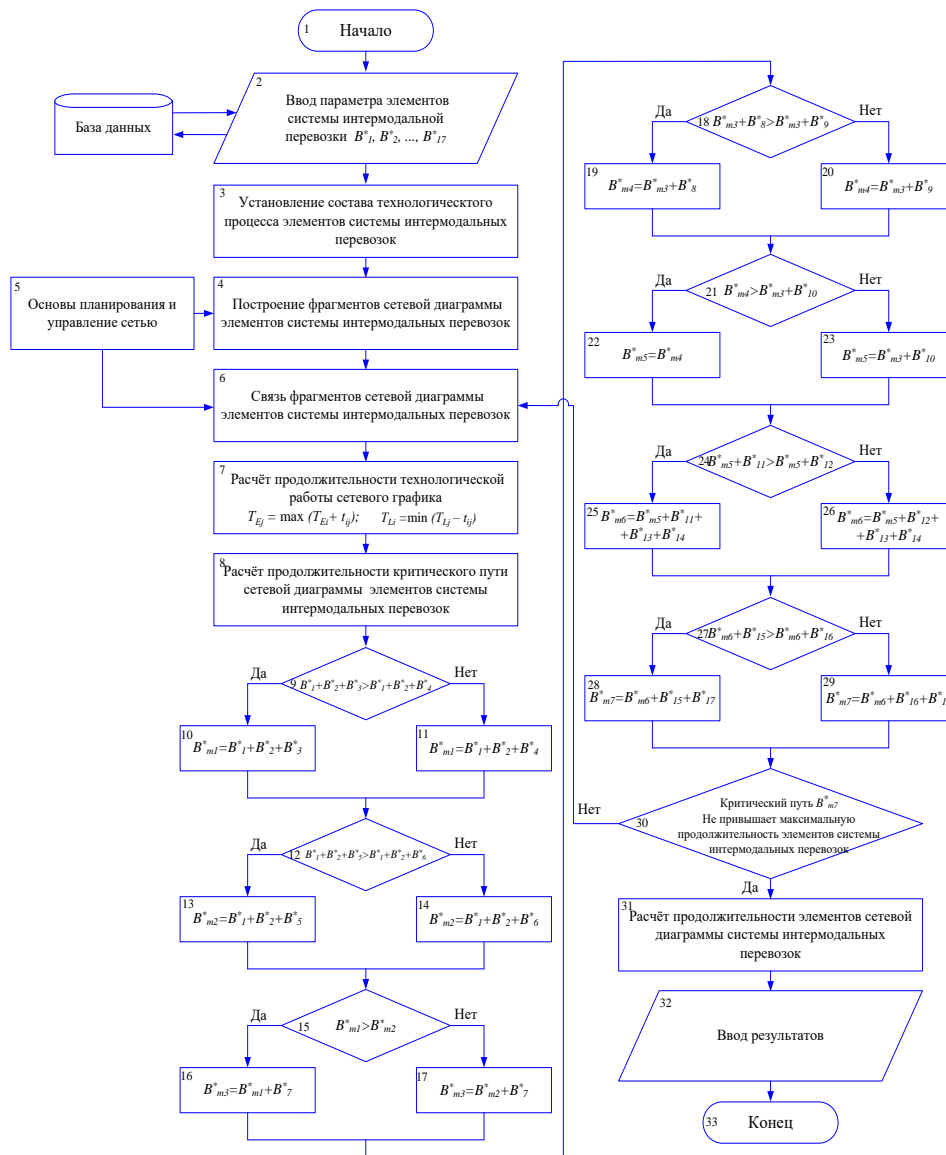 1 Начало
2
Ввод параметра элементов
системы интермодальной
перевозки B*1, B*2, ..., B*17
База данных
3
Установление состава технологическтого
процесса элементов системы интермодальных
перевозок
5
Основы планирования и
управление сетью
4
Построение фрагментов сетевой диаграммы
элементов системы интермодальных перевозок
6
Связь фрагментов сетевой диаграммы
элементов системы интермодальных перевозок
7
Расчёт продолжительности технологической
работы сетевого графика
TEj = max (TEi+ tij); TLi =min (TLj – tij)
8
Расчёт продолжительности критического пути
сетевой диаграммы элементов системы
интермодальных перевозок
Да
Нет
9 B*1+B*2+B*3>B*1+B*2+B*4
10
B*m1=B*1+B*2+B*3
11
B*m1=B*1+B*2+B*4
Да
Нет
12 B*1+B*2+B*5>B*1+B*2+B*6
13
B*m2=B*1+B*2+B*5
14
B*m2=B*1+B*2+B*6
Да
Нет
15 B*m1>B*m2
16
B*m3=B*m1+B*7
17
B*m3=B*m2+B*7
Да
Нет
18 B*m3+B*8>B*m3+B*9
19
B*m4=B*m3+B*8
20
B*m4=B*m3+B*9
Да
Нет
21 B*m4>B*m3+B*10
22
B*m5=B*m4
23
B*m5=B*m3+B*10
Да
Нет
24 B*m5+B*11>B*m5+B*12
25
B*m6=B*m5+B*11+
+B*13+B*14
26
B*m6=B*m5+B*12+
+B*13+B*14
Да
Нет
27 B*m6+B*15>B*m6+B*16
28
B*m7=B*m6+B*15+B*17
29
B*m7=B*m6+B*16+B*1
Нет
30
Критический путь B*m7
Не привышает максимальную
продолжительность элементов системы
интермодальных перевозок
Да
31
Расчёт продолжительности элементов сетевой
диаграммы системы интермодальных
перевозок
32
Ввод результатов
33 Конец